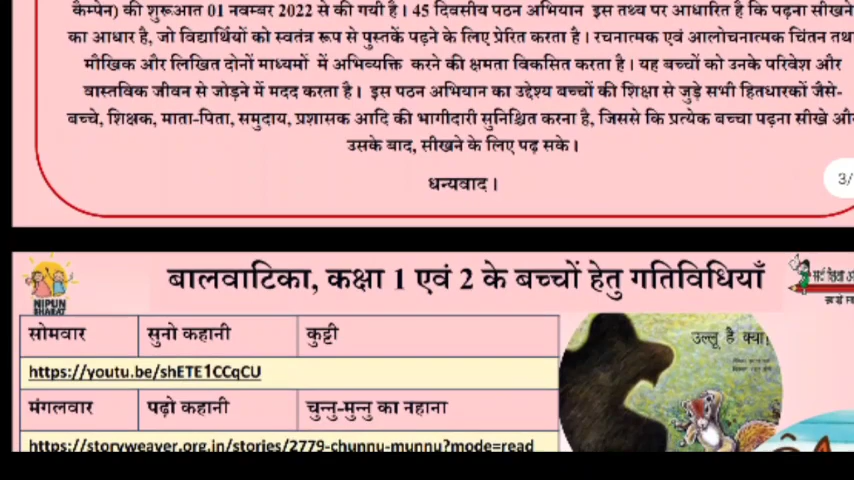 कैम्पेन) की शुरूआत 01 नवम्बर 2022 से की गयी है। 45 दिवसीय पठन अभियान इस तथ्य पर आधारित है कि पढ़ना सीखने
का आधार है, जो विद्यार्थियों को स्वतंत्र रूप से पुस्तकें पढ़ने के लिए प्रेरित करता है। रचनात्मक एवं आलोचनात्मक चिंतन तथा
मौखिक और लिखित दोनों माध्यमों में अभिव्यक्ति करने की क्षमता विकसित करता है। यह बच्चों को उनके परिवेश और
वास्तविक जीवन से जोड़ने में मदद करता है। इस पठन अभियान का उद्देश्य बच्चों की शिक्षा से जुड़े सभी हितधारकों जैसे-
बच्चे, शिक्षक, माता-पिता, समुदाय, प्रशासक आदि की भागीदारी सुनिश्चित करना है, जिससे कि प्रत्येक बच्चा पढ़ना सीखे और
उसके बाद, सीखने के लिए पढ़ सके।
धन्यवाद।
3/
बालवाटिका, कक्षा 1 एवं 2 के बच्चों हेतु गतिविधियाँ
NIPUN
BHARAT
सोमवार सुनो कहानी कुट्टी
उल्लू है क्या!
https://youtu.be/shETE1CCqCU
मंगलवार पढ़ो कहानी चुन्नु-मुन्नु का नहाना
https://storyweaver.org.in/stories/2779-chunnu-munnu?mode=read